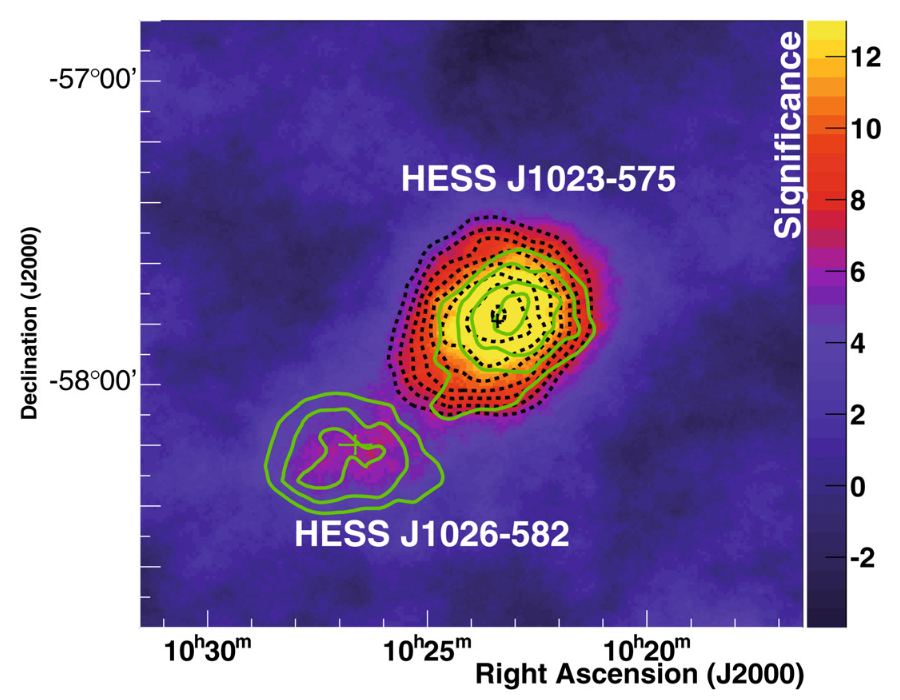 -57°00’
HESS J1023-575
-58°00’
HESS J1026-582
Declination (J2000)
10h30m 10h25m 10h20m
Right Ascension (J2000)
Significance
12
10
8
6
4
2
0
-2